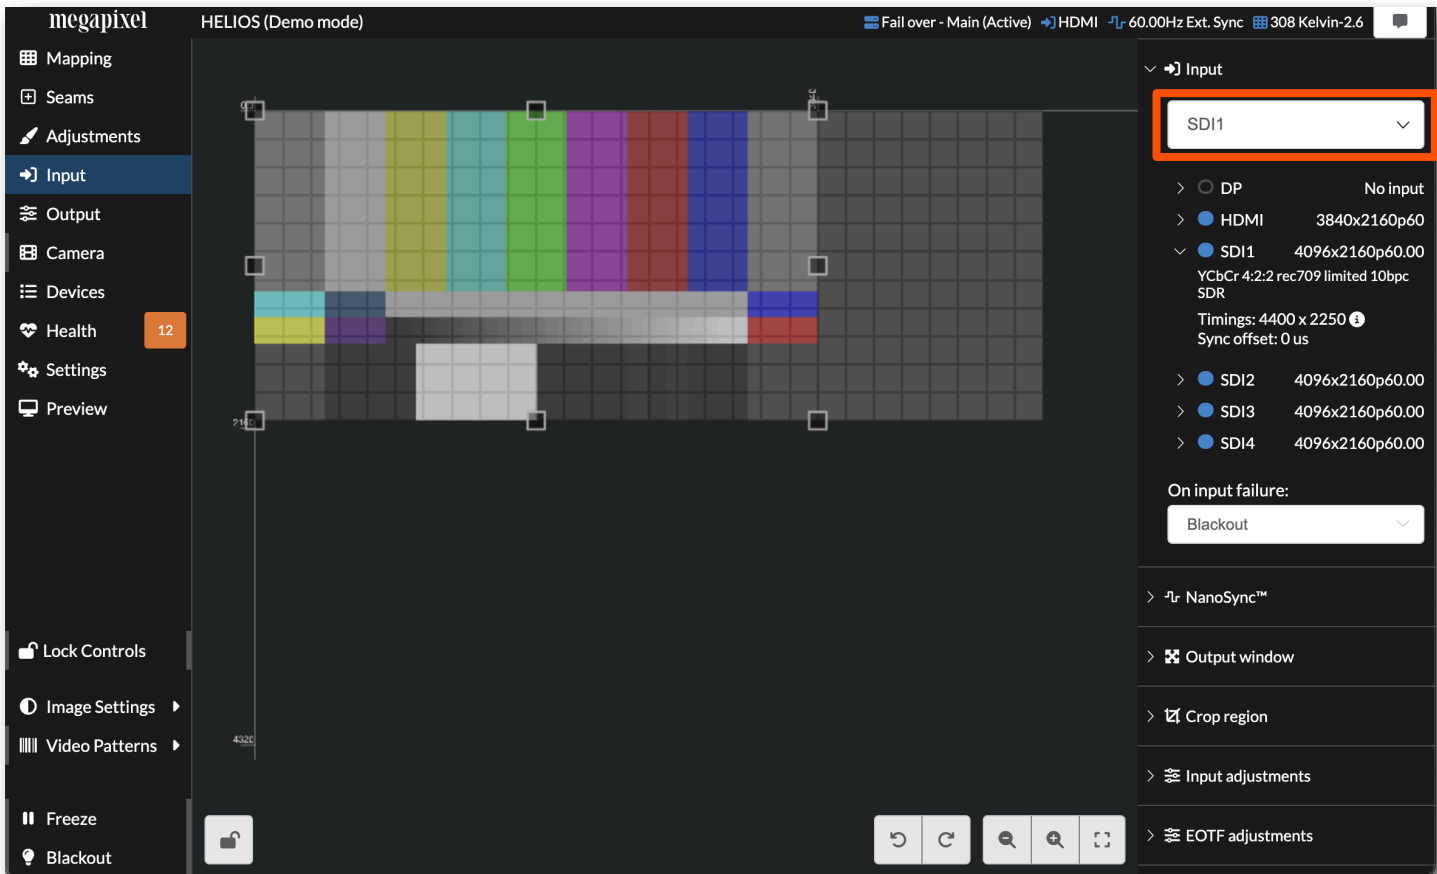 megapixel
HELIOS (Demo mode)
Fail over - Main (Active) HDMI 60.00Hz Ext. Sync 308 Kelvin-2.6
Mapping
Seams
Adjustments
Input
Output
Camera
Devices
Health 12
Settings
Preview
Lock Controls
Image Settings
Video Patterns
Freeze
Blackout
2160
4320
Input
SDI1
DP No input
HDMI 3840x2160p60
SDI1 4096x2160p60.00
YCbCr 4:2:2 rec709 limited 10bpc
SDR
Timings: 4400 x 2250
Sync offset: 0 us
SDI2 4096x2160p60.00
SDI3 4096x2160p60.00
SDI4 4096x2160p60.00
On input failure:
Blackout
NanoSync™
Output window
Crop region
Input adjustments
EOTF adjustments